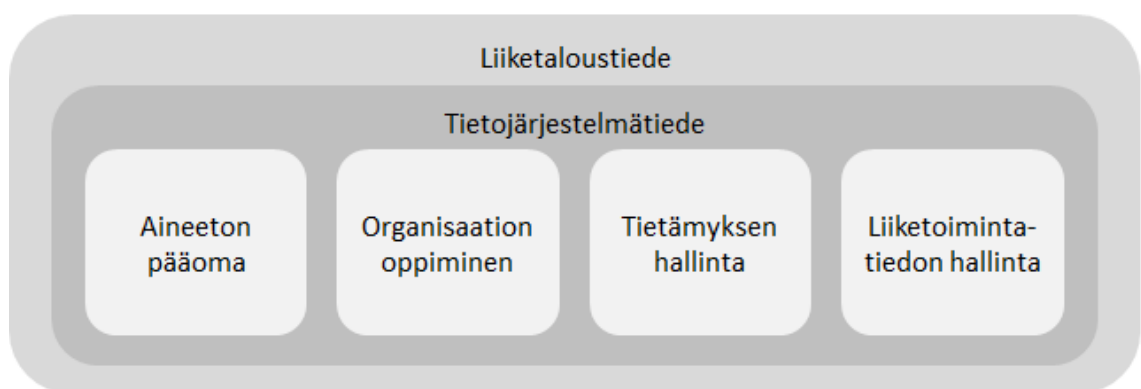 Liiketaloustiede
Tietojärjestelmätiede
Aineeton
pääoma
Organisaation
oppiminen
Tietämyksen
hallinta
Liiketoiminta-
tiedon hallinta